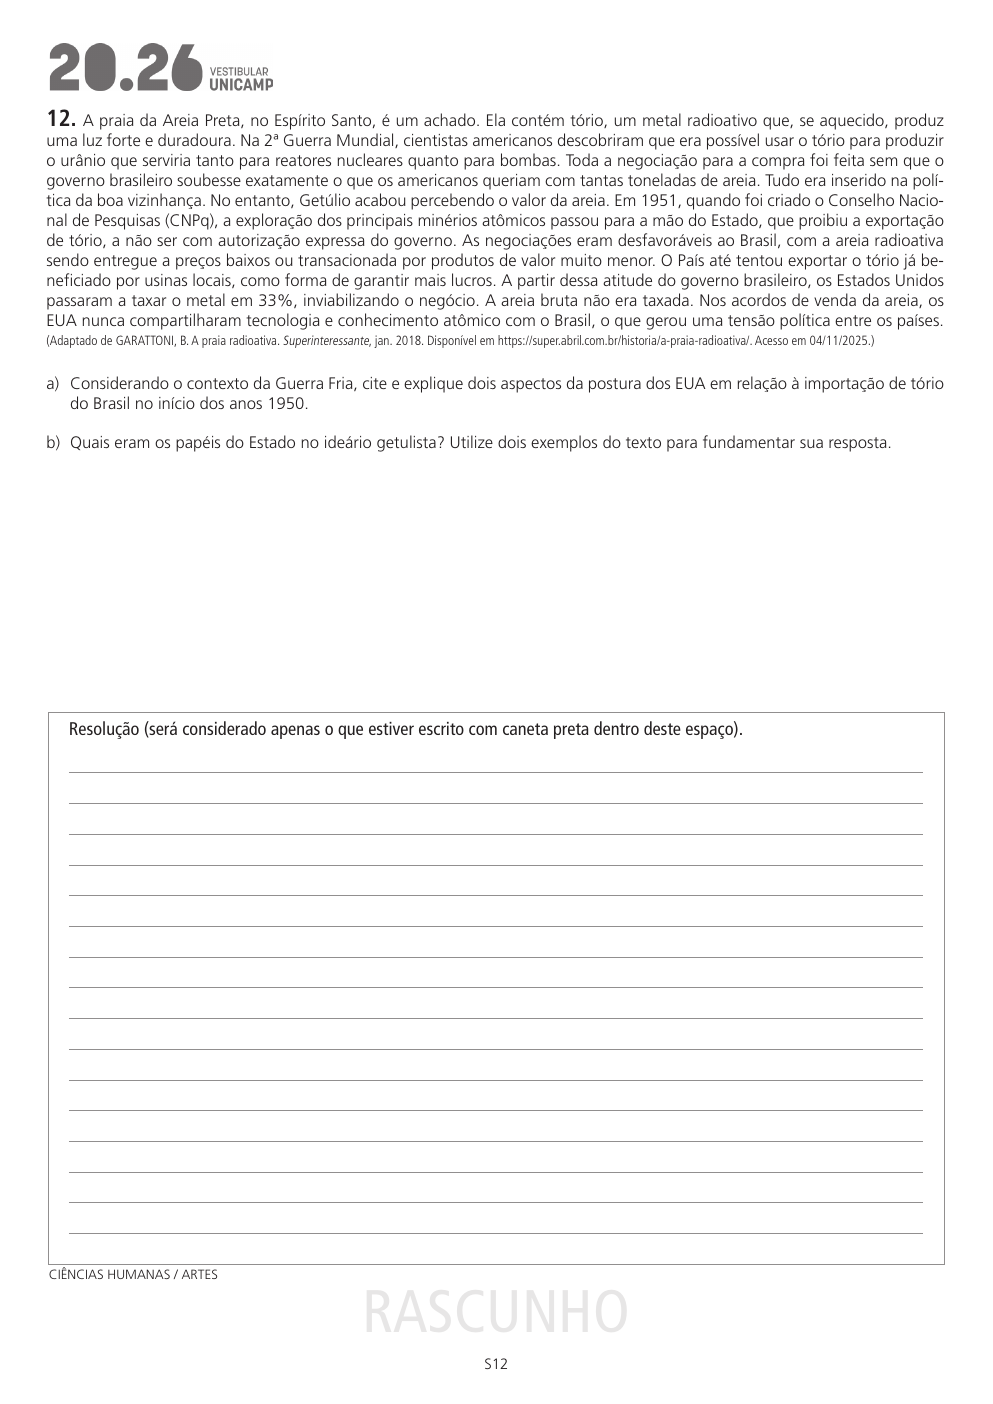 20.26 VESTIBULAR
UNICAMP
12. A praia da Areia Preta, no Espírito Santo, é um achado. Ela contém tório, um metal radioativo que, se aquecido, produz
uma luz forte e duradoura. Na 2ª Guerra Mundial, cientistas americanos descobriram que era possível usar o tório para produzir
o urânio que serviria tanto para reatores nucleares quanto para bombas. Toda a negociação para a compra foi feita sem que o
governo brasileiro soubesse exatamente o que os americanos queriam com tantas toneladas de areia. Tudo era inserido na polí-
tica da boa vizinhança. No entanto, Getúlio acabou percebendo o valor da areia. Em 1951, quando foi criado o Conselho Nacio-
nal de Pesquisas (CNPq), a exploração dos principais minérios atômicos passou para a mão do Estado, que proibiu a exportação
de tório, a não ser com autorização expressa do governo. As negociações eram desfavoráveis ao Brasil, com a areia radioativa
sendo entregue a preços baixos ou transacionada por produtos de valor muito menor. O País até tentou exportar o tório já be-
neficiado por usinas locais, como forma de garantir mais lucros. A partir dessa atitude do governo brasileiro, os Estados Unidos
passaram a taxar o metal em 33%, inviabilizando o negócio. A areia bruta não era taxada. Nos acordos de venda da areia, os
EUA nunca compartilharam tecnologia e conhecimento atômico com o Brasil, o que gerou uma tensão política entre os países.
(Adaptado de GARATTONI, B. A praia radioativa. Superinteressante, jan. 2018. Disponível em https://super.abril.com.br/historia/a-praia-radioativa/. Acesso em 04/11/2025.)
a) Considerando o contexto da Guerra Fria, cite e explique dois aspectos da postura dos EUA em relação à importação de tório
do Brasil no início dos anos 1950.
b) Quais eram os papéis do Estado no ideário getulista? Utilize dois exemplos do texto para fundamentar sua resposta.
Resolução (será considerado apenas o que estiver escrito com caneta preta dentro deste espaço).
CIÊNCIAS HUMANAS / ARTES
RASCUNHO
S12